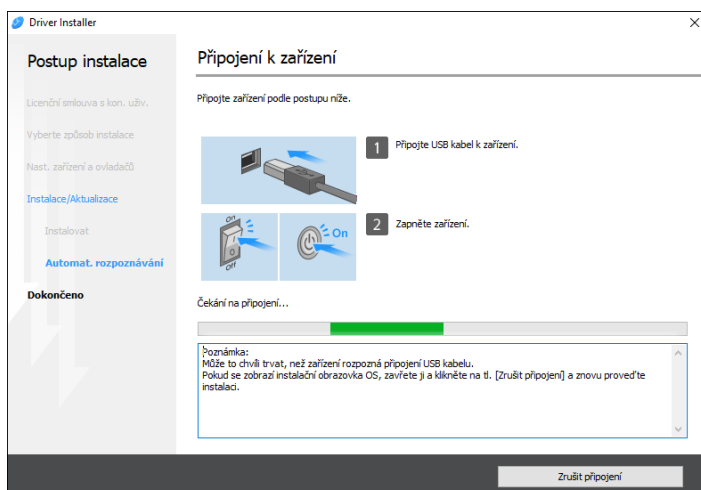 Driver Installer
Postup instalace
Licenční smlouva s kon. uživ.
Vyberte způsob instalace
Nast. zařízení a ovladačů
Instalace/Aktualizace
Instalovat
Automat. rozpoznávání
Dokončeno
Připojení k zařízení
Připojte zařízení podle postupu níže.
1 Připojte USB kabel k zařízení.
On
Off
On
2 Zapněte zařízení.
Čekání na připojení...
Poznámka:
Může to chvíli trvat, než zařízení rozpozná připojení USB kabelu.
Pokud se zobrazí instalační obrazovka OS, zavřete ji a klikněte na tl. [Zrušit připojení] a znovu proveďte
instalaci.
Zrušit připojení